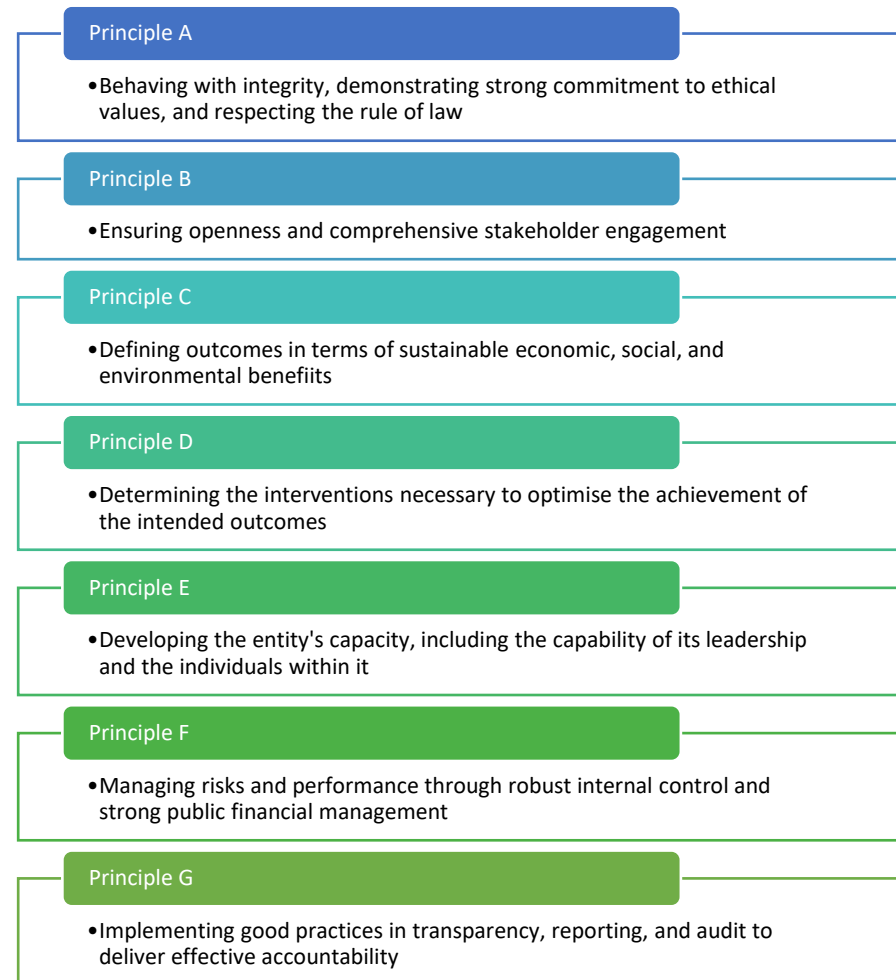 Principle A
•Behaving with integrity, demonstrating strong commitment to ethical
values, and respecting the rule of law
Principle B
•Ensuring openness and comprehensive stakeholder engagement
Principle C
•Defining outcomes in terms of sustainable economic, social, and
environmental benefiits
Principle D
•Determining the interventions necessary to optimise the achievement of
the intended outcomes
Principle E
•Developing the entity's capacity, including the capability of its leadership
and the individuals within it
Principle F
•Managing risks and performance through robust internal control and
strong public financial management
Principle G
•Implementing good practices in transparency, reporting, and audit to
deliver effective accountability